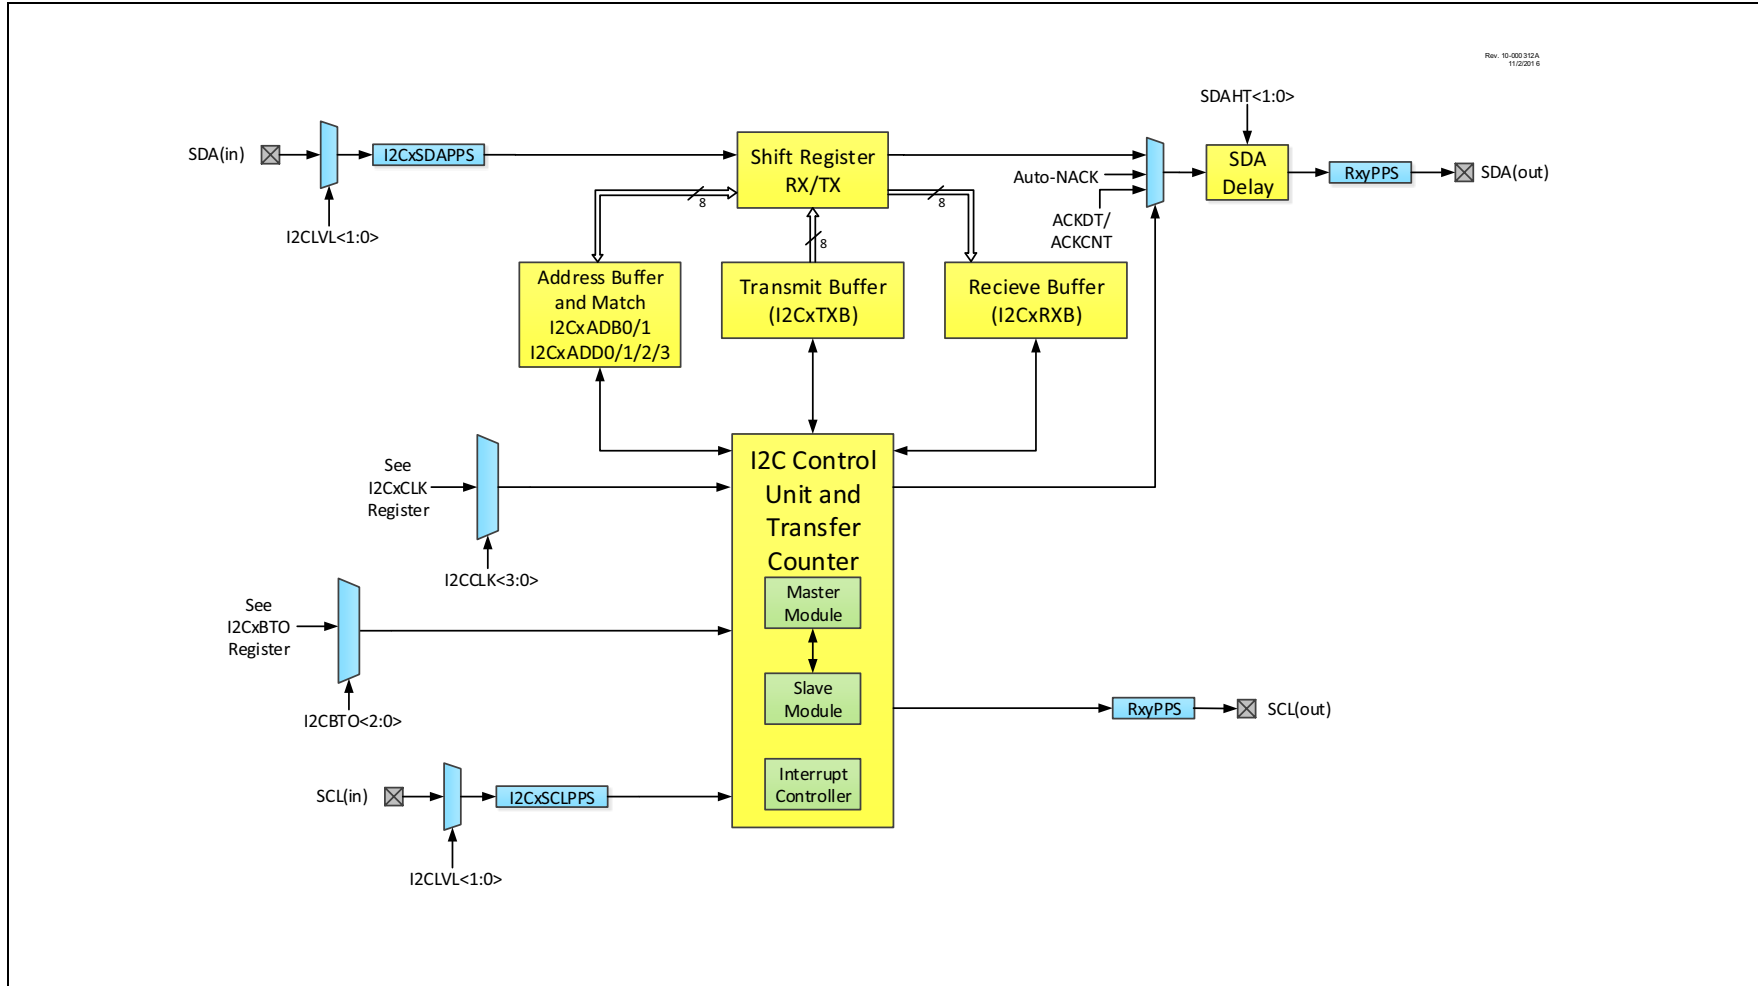 Rev. 10-000312A
11/2/2016
SDAHT<1:0>
SDA(in)
I2CxSDAPPS
Shift Register
RX/TX
Auto-NACK
SDA
Delay
RxyPPS
SDA(out)
8
8
8
ACKDT/
ACKCNT
I2CLVL<1:0>
Address Buffer
and Match
I2CxADB0/1
I2CxADD0/1/2/3
Transmit Buffer
(I2CxTXB)
Recieve Buffer
(I2CxRXB)
See
I2CxCLK
Register
I2CCLK<3:0>
I2C Control
Unit and
Transfer
Counter
Master
Module
See
I2CxBTO
Register
I2CBTO<2:0>
Slave
Module
RxyPPS
SCL(out)
SCL(in)
I2CxSCLPPS
Interrupt
Controller
I2CLVL<1:0>